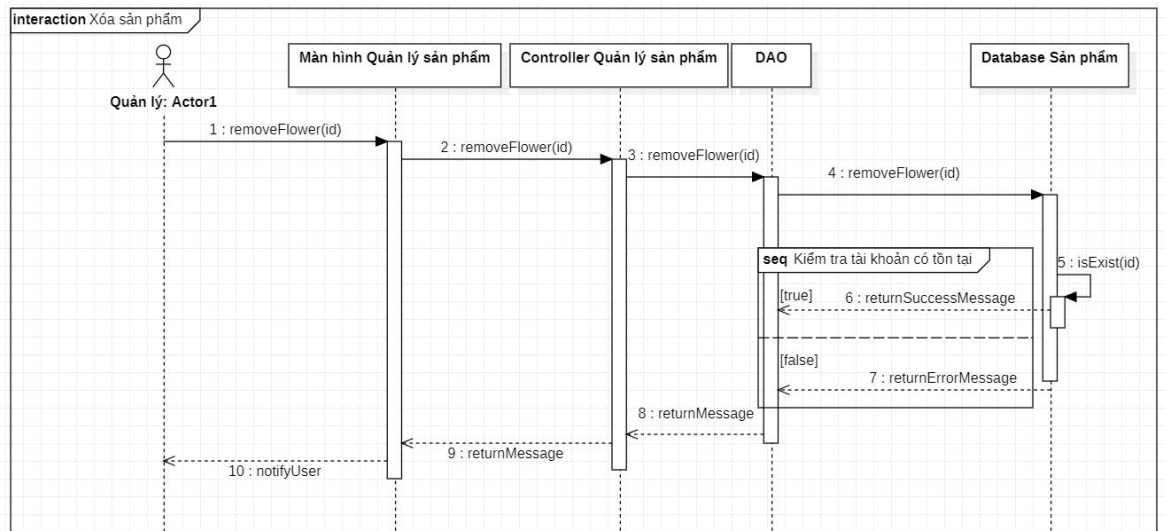 interaction Xóa sản phẩm
Quản lý: Actor1
Màn hình Quản lý sản phẩm
Controller Quản lý sản phẩm
DAO
Database Sản phẩm
1 : removeFlower(id)
2 : removeFlower(id)
3 : removeFlower(id)
4 : removeFlower(id)
seq Kiểm tra tài khoản có tồn tại
5 : isExist(id)
[true]
6 : returnSuccessMessage
[false]
7 : returnErrorMessage
8 : returnMessage
9 : returnMessage
10 : notifyUser